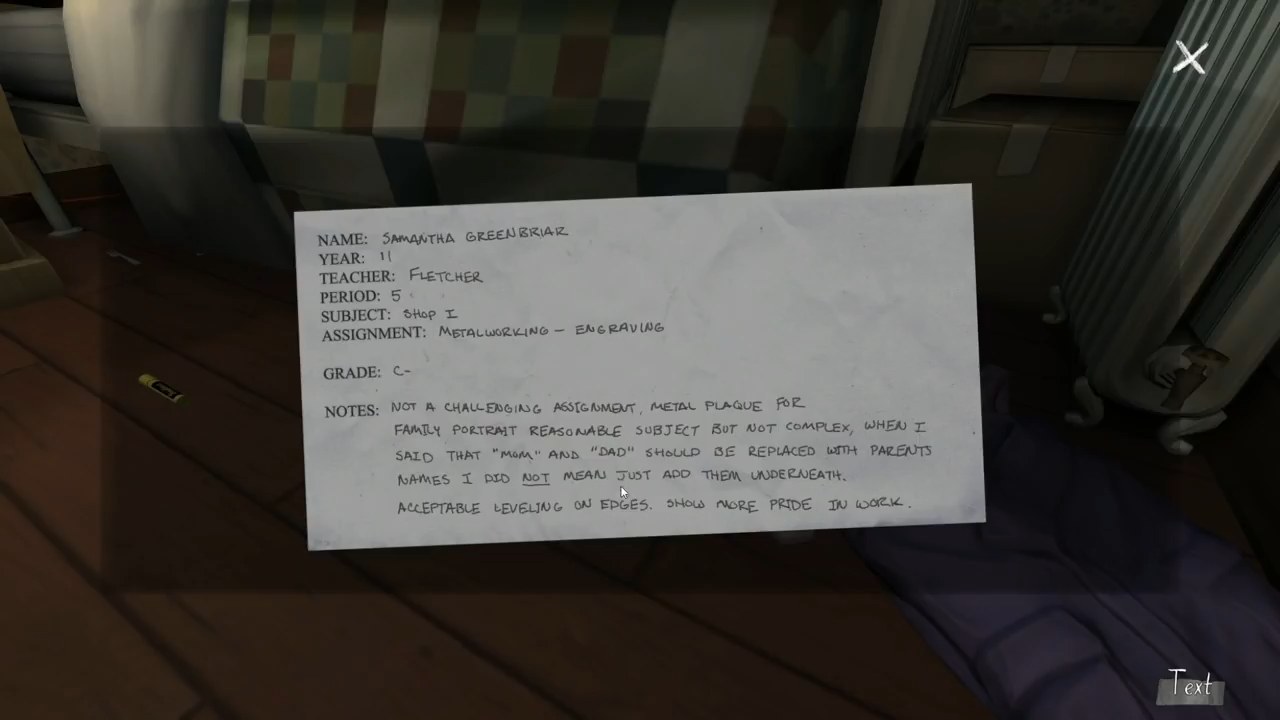 NAME: SAMANTHA GREENBRIAR
YEAR: 11
TEACHER: FLETCHER
PERIOD: 5
SUBJECT: SHOP I
ASSIGNMENT: METALWORKING – ENGRAVING
GRADE: C-
NOTES: NOT A CHALLENGING ASSIGNMENT, METAL PLAQUE FOR
FAMILY PORTRAIT REASONABLE SUBJECT BUT NOT COMPLEX, WHEN I
SAID THAT "MOM" AND "DAD" SHOULD BE REPLACED WITH PARENTS
NAMES I DID NOT MEAN JUST ADD THEM UNDERNEATH.
ACCEPTABLE LEVELING ON EDGES. SHOW MORE PRIDE IN WORK.
Text